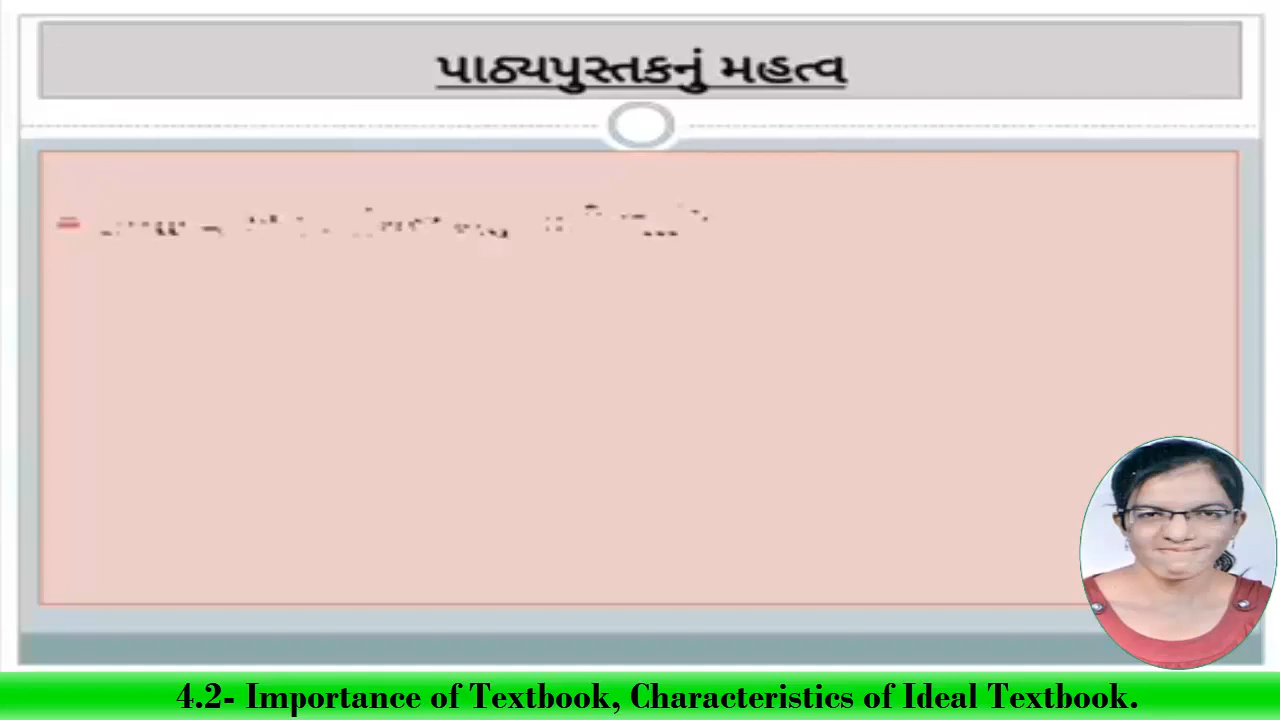 પાઠ્યપુસ્તકનું મહત્વ
4.2- Importance of Textbook, Characteristics of Ideal Textbook.